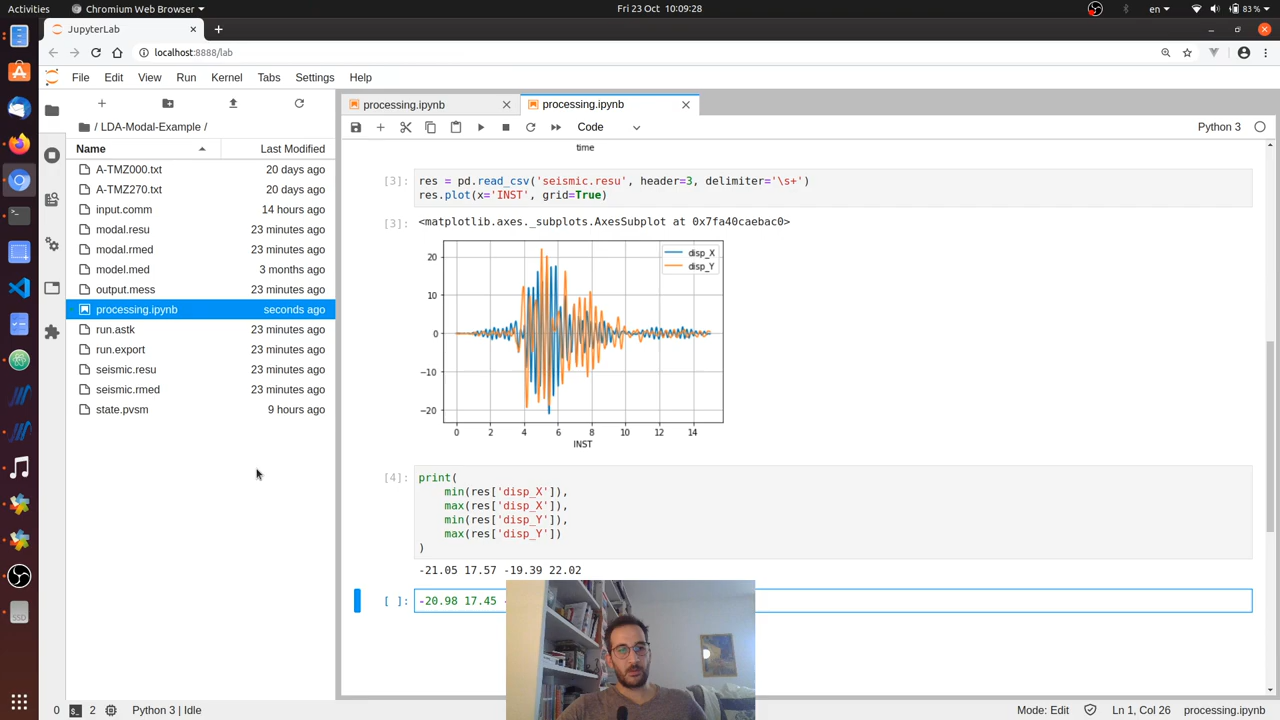 Activities
Chromium Web Browser
Fri 23 Oct 10:09:28
en
83 %
JupyterLab
localhost:8888/lab
File Edit View Run Kernel Tabs Settings Help
processing.ipynb
processing.ipynb
/ LDA-Modal-Example /
Code
Python 3
Name Last Modified
A-TMZ000.txt 20 days ago
A-TMZ270.txt 20 days ago
input.comm 14 hours ago
modal.resu 23 minutes ago
modal.rmed 23 minutes ago
model.med 3 months ago
output.mess 23 minutes ago
processing.ipynb seconds ago
run.astk 23 minutes ago
run.export 23 minutes ago
seismic.resu 23 minutes ago
seismic.rmed 23 minutes ago
state.pvsm 9 hours ago
time
[3]: res = pd.read_csv('seismic.resu', header=3, delimiter='\s+')
res.plot(x='INST', grid=True)
[3]: <matplotlib.axes._subplots.AxesSubplot at 0x7fa40caebac0>
disp_X
disp_Y
20
10
0
−10
−20
0 2 4 6 8 10 12 14
INST
[4]: print(
min(res['disp_X']),
max(res['disp_X']),
min(res['disp_Y']),
max(res['disp_Y'])
)
-21.05 17.57 -19.39 22.02
[ ]: -20.98 17.45
SSD
0 2 Python 3 | Idle
Mode: Edit
Ln 1, Col 26
processing.ipynb